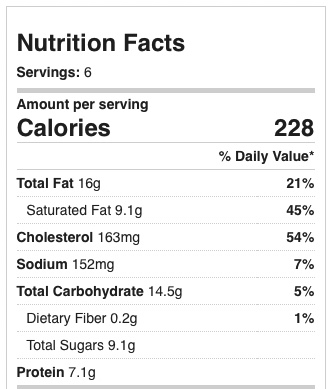 Nutrition Facts
Servings: 6
Amount per serving
Calories 228
% Daily Value*
Total Fat 16g 21%
Saturated Fat 9.1g 45%
Cholesterol 163mg 54%
Sodium 152mg 7%
Total Carbohydrate 14.5g 5%
Dietary Fiber 0.2g 1%
Total Sugars 9.1g
Protein 7.1g